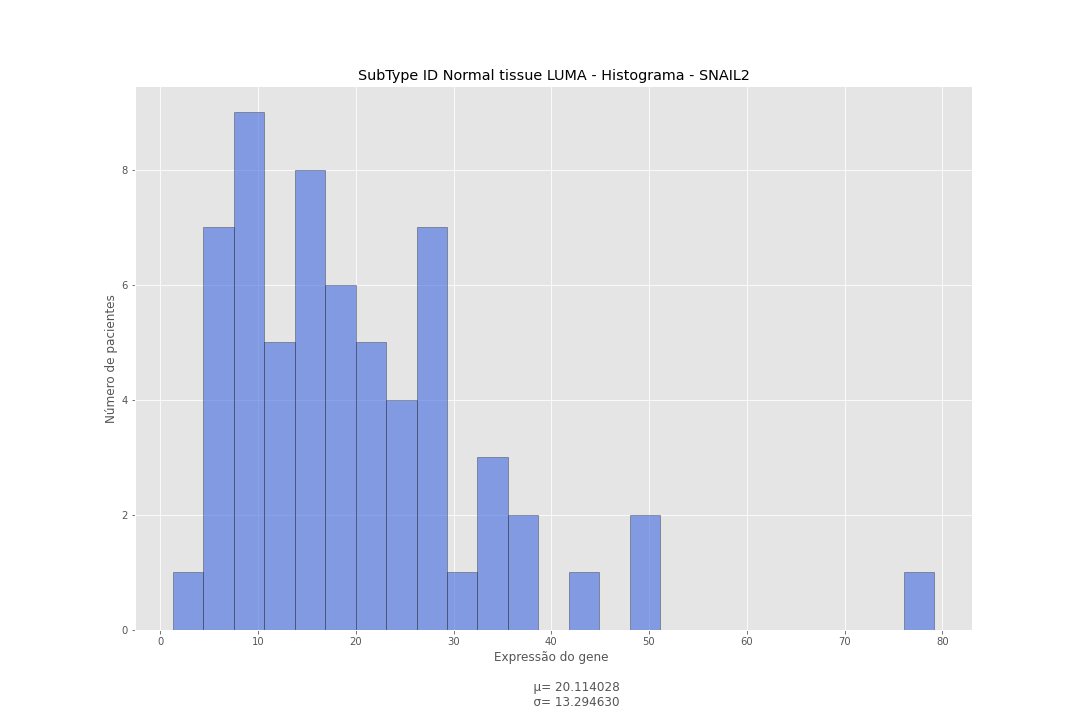 SubType ID Normal tissue LUMA - Histograma - SNAIL2
8
6
4
2
0
Número de pacientes
0 10 20 30 40 50 60 70 80
Expressão do gene
μ= 20.114028
σ= 13.294630